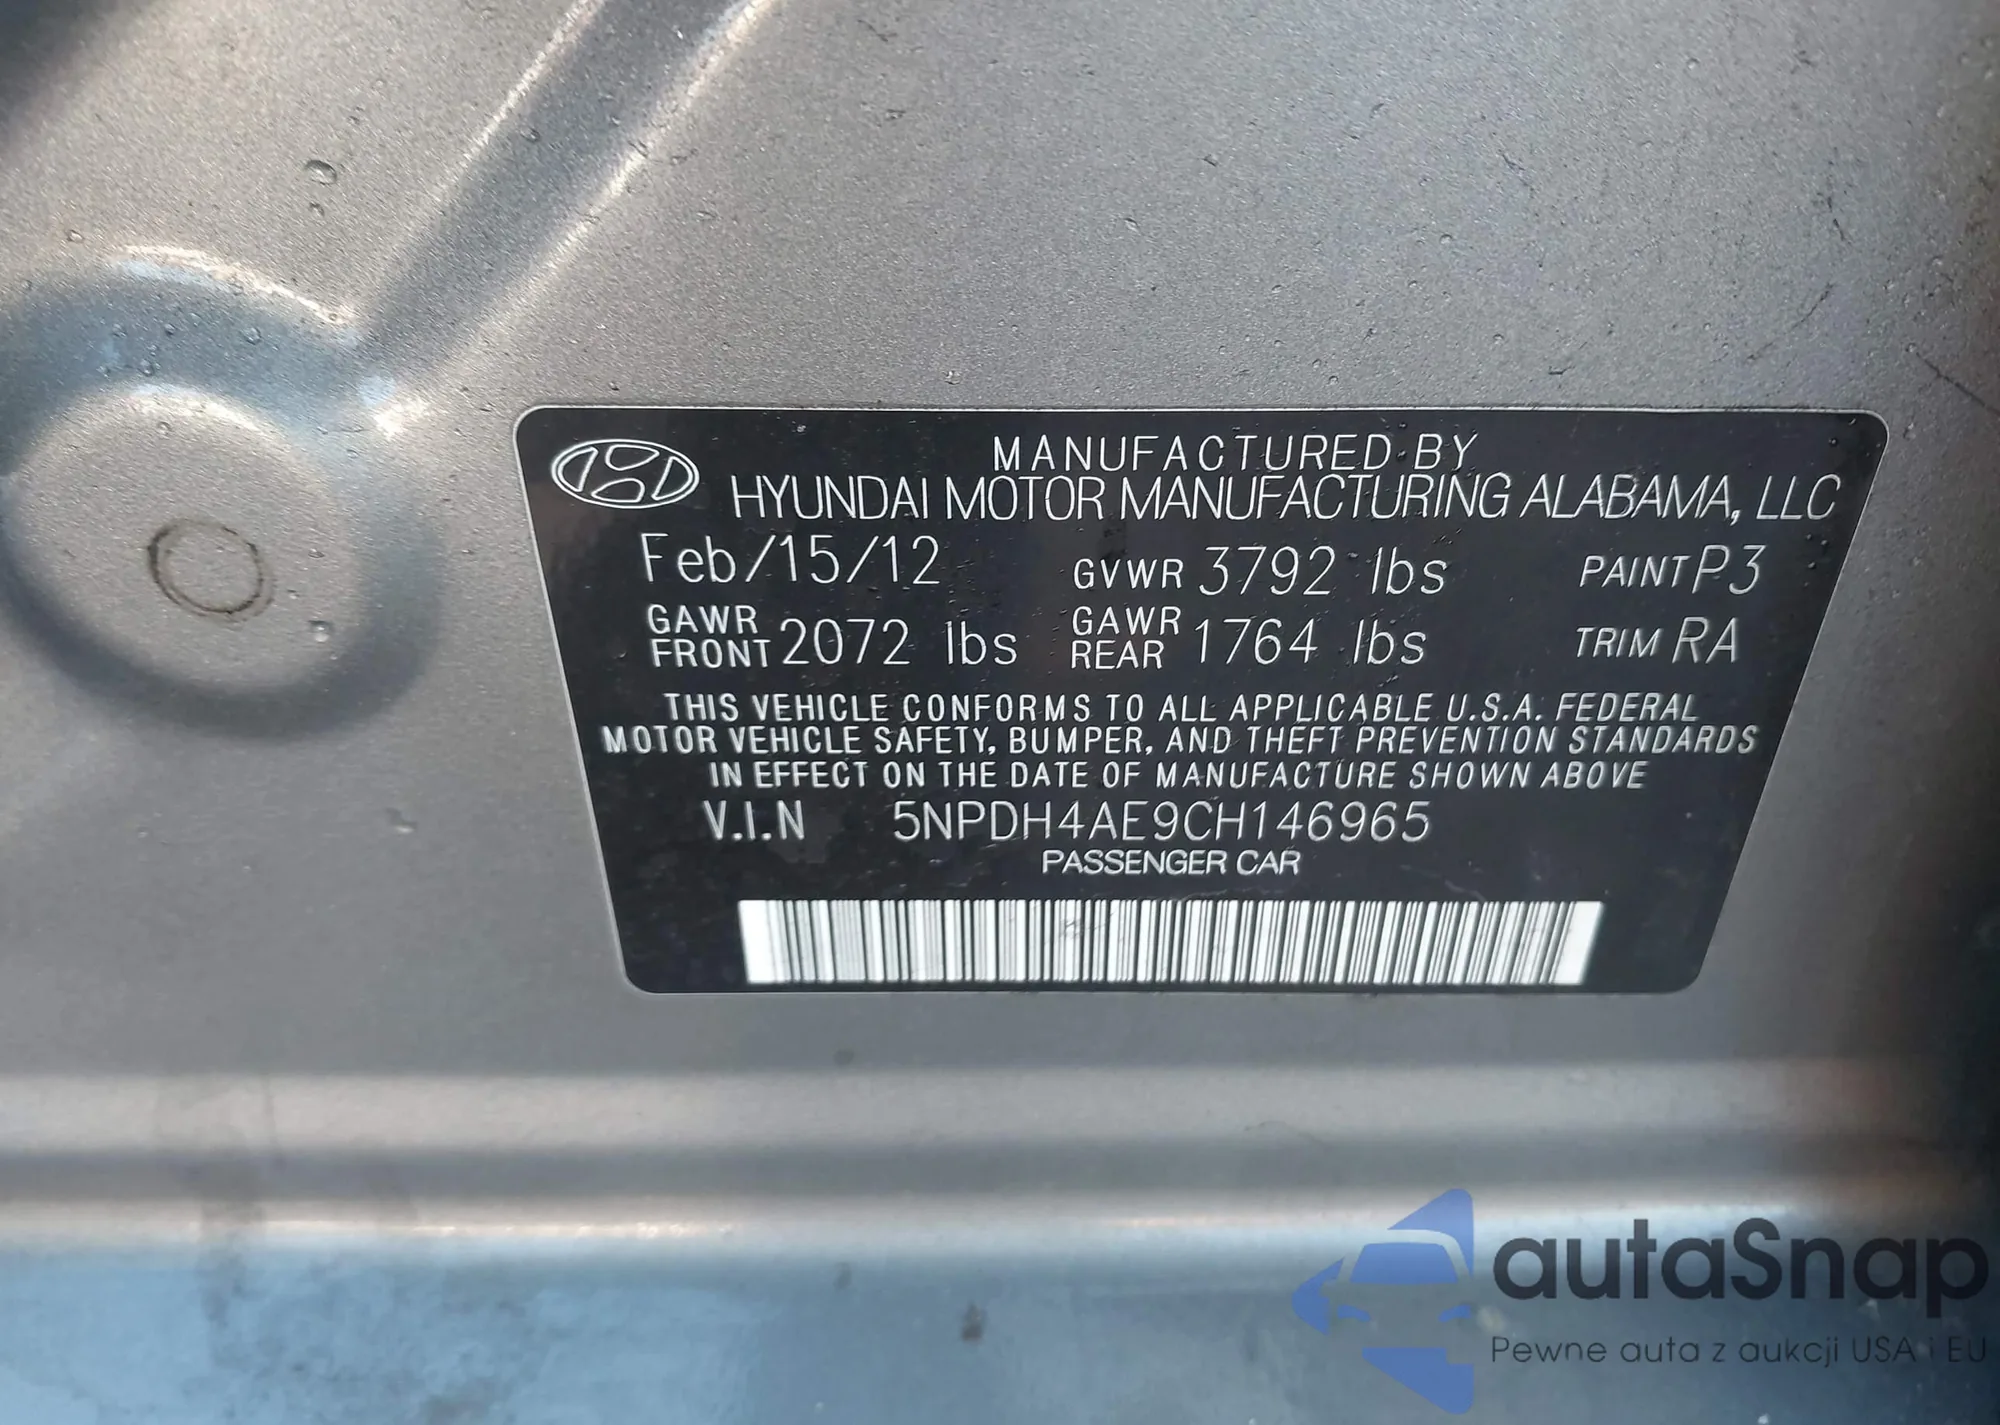 MANUFACTURED BY
HYUNDAI MOTOR MANUFACTURING ALABAMA, LLC
Feb/15/12 GVWR 3792 lbs PAINT P3
GAWR FRONT 2072 lbs GAWR REAR 1764 lbs TRIM RA
THIS VEHICLE CONFORMS TO ALL APPLICABLE U.S.A. FEDERAL
MOTOR VEHICLE SAFETY, BUMPER, AND THEFT PREVENTION STANDARDS
IN EFFECT ON THE DATE OF MANUFACTURE SHOWN ABOVE
V.I.N 5NPDH4AE9CH146965
PASSENGER CAR
autaSnap
Pewne auta z aukcji USA i EU